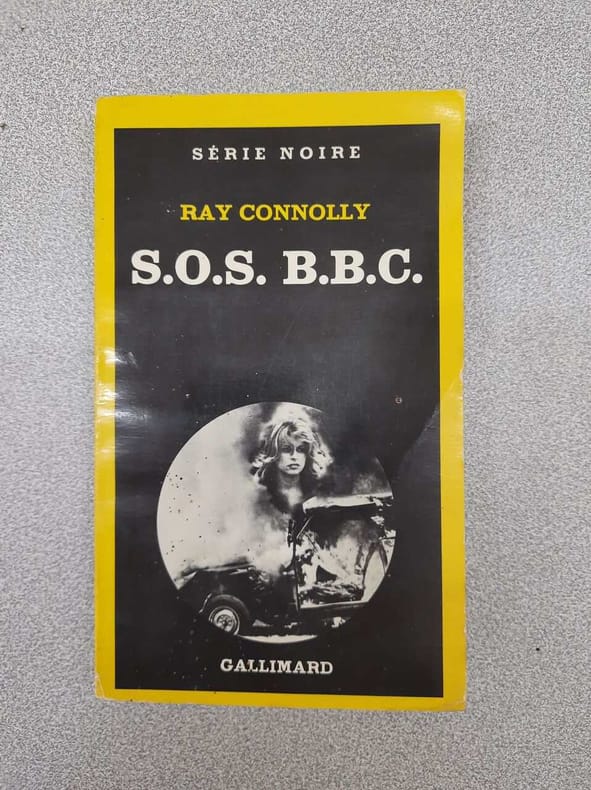 SÉRIE NOIRE
RAY CONNOLLY
S.O.S. B.B.C.
GALLIMARD